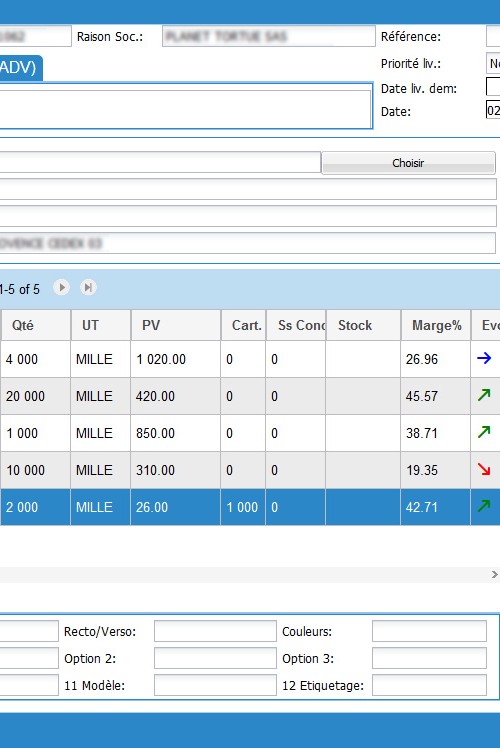 Raison Soc.: PLANET TORTUE SAS Référence:
ADV) Priorité liv.:
Date liv. dem:
Date: 02
Choisir
OVENCE CEDEX 03
1-5 of 5
Qté UT PV Cart. Ss Cond Stock Marge% Evo
4 000 MILLE 1 020.00 0 0 26.96
20 000 MILLE 420.00 0 0 45.57
1 000 MILLE 850.00 0 0 38.71
10 000 MILLE 310.00 0 0 19.35
2 000 MILLE 26.00 1 000 0 42.71
Recto/Verso: Couleurs:
Option 2: Option 3:
11 Modèle: 12 Etiquetage: